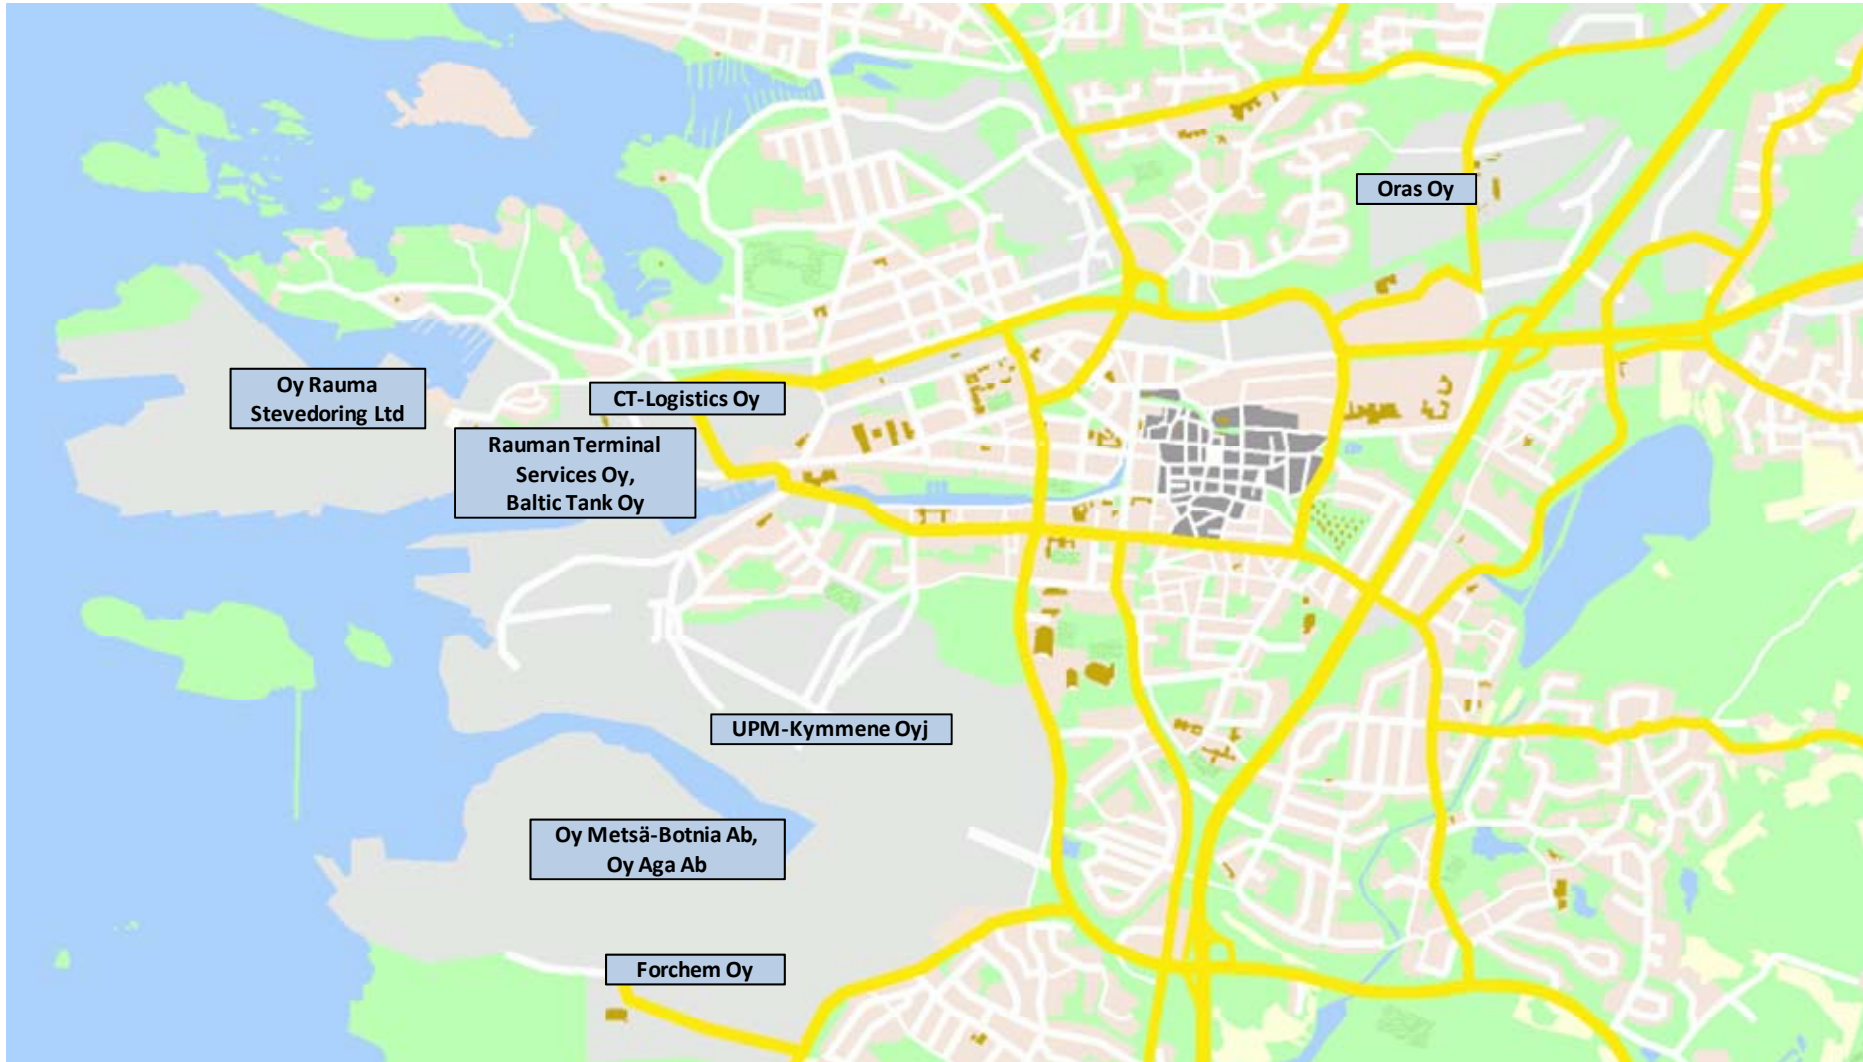 Oras Oy
Oy Rauma
Stevedoring Ltd
CT-Logistics Oy
Rauman Terminal
Services Oy,
Baltic Tank Oy
UPM-Kymmene Oyj
Oy Metsä-Botnia Ab,
Oy Aga Ab
Forchem Oy